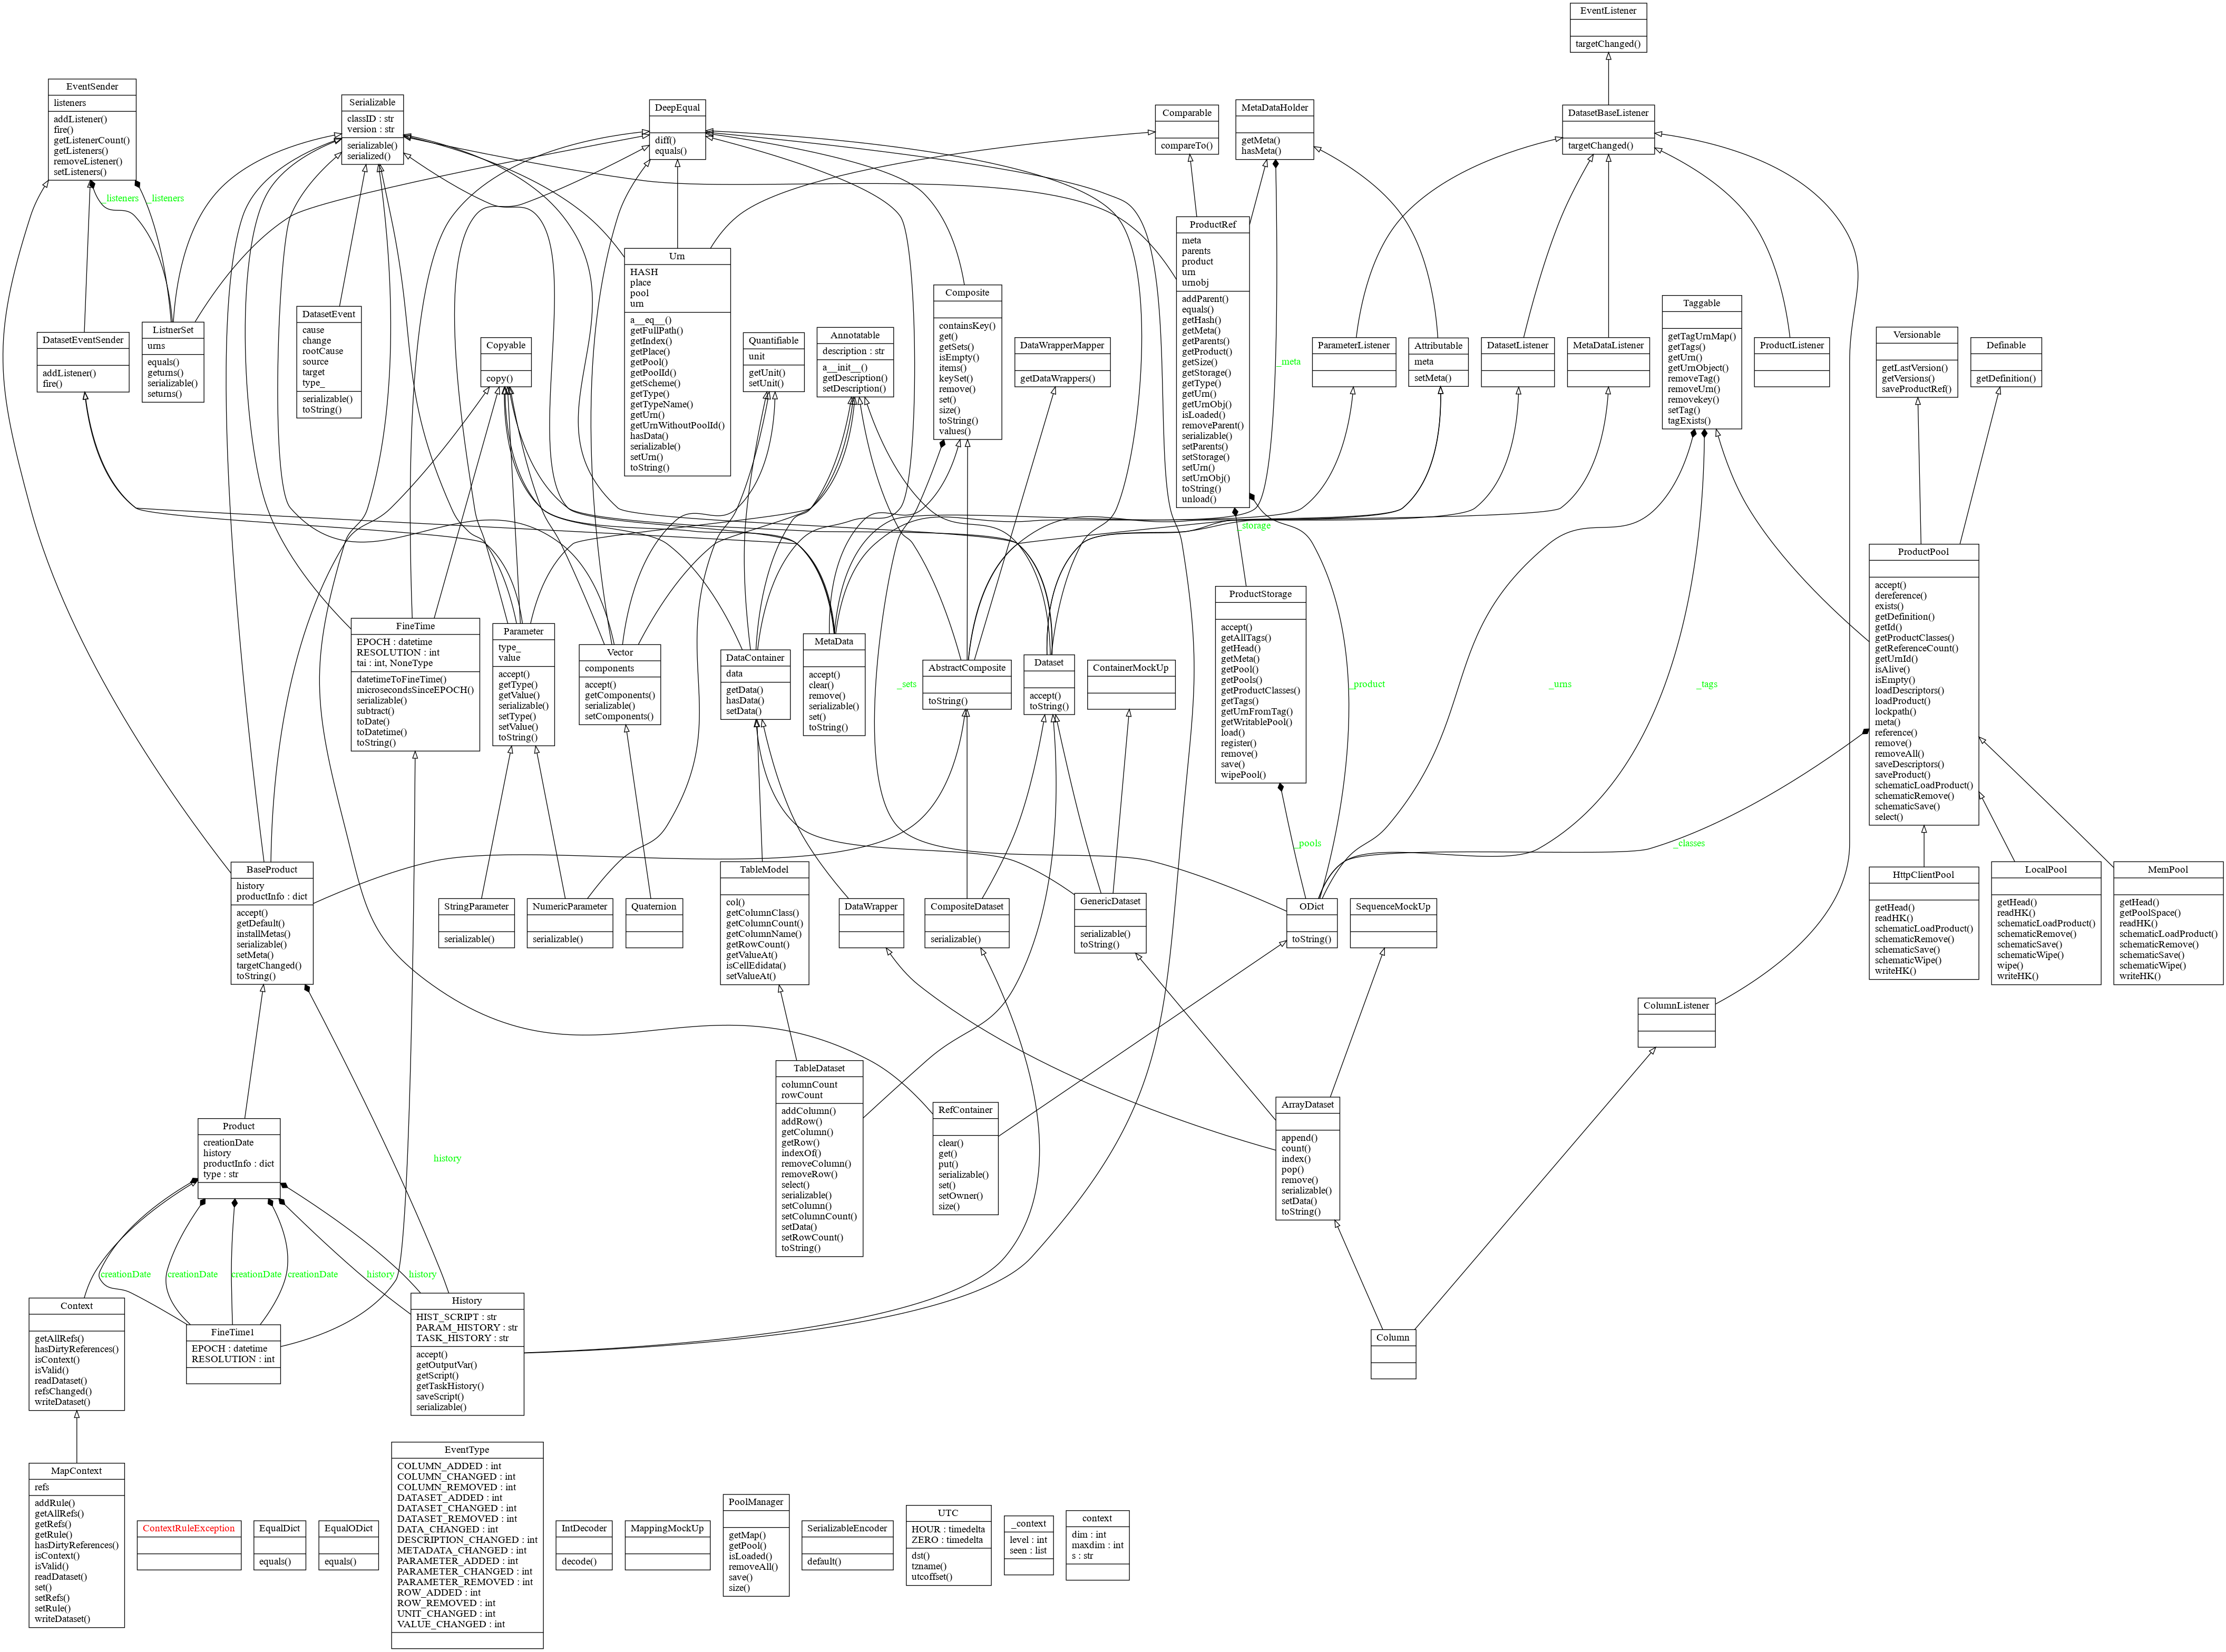 EventListener
targetChanged()
EventSender
listeners
addListener()
fire()
getListenerCount()
getListeners()
removeListener()
setListeners()
Serializable
classID : str
version : str
serializable()
serialized()
DeepEqual
diff()
equals()
Comparable
compareTo()
MetaDataHolder
getMeta()
hasMeta()
DatasetBaseListener
targetChanged()
_listeners
_listeners
ProductRef
meta
parents
product
urn
urnobj
addParent()
equals()
getHash()
getMeta()
getParents()
getProduct()
getSize()
getStorage()
getType()
getUrn()
getUrnObj()
isLoaded()
removeParent()
serializable()
setParents()
setStorage()
setUrn()
setUrnObj()
toString()
unload()
Urn
HASH
place
pool
urn
a__eq__()
getFullPath()
getIndex()
getPlace()
getPool()
getPoolId()
getScheme()
getType()
getTypeName()
getUrn()
getUrnWithoutPoolId()
hasData()
serializable()
setUrn()
toString()
DatasetEventSender
addListener()
fire()
ListnerSet
urns
equals()
geturns()
serializable()
seturns()
DatasetEvent
cause
change
rootCause
source
target
type_
serializable()
toString()
Copyable
copy()
Quantifiable
unit
getUnit()
setUnit()
Annotatable
description : str
a__init__()
getDescription()
setDescription()
Composite
containsKey()
get()
getSets()
isEmpty()
items()
keySet()
remove()
set()
size()
toString()
values()
DataWrapperMapper
getDataWrappers()
_meta
ParameterListener
Attributable
meta
setMeta()
DatasetListener
MetaDataListener
Taggable
getTagUrnMap()
getTags()
getUrn()
getUrnObject()
removeTag()
removeUrn()
removekey()
setTag()
tagExists()
ProductListener
Versionable
getLastVersion()
getVersions()
saveProductRef()
Definable
getDefinition()
_storage
FineTime
EPOCH : datetime
RESOLUTION : int
tai : int, NoneType
datetimeToFineTime()
microsecondsSinceEPOCH()
serializable()
subtract()
toDate()
toDatetime()
toString()
Parameter
type_
value
accept()
getType()
getValue()
serializable()
setType()
setValue()
toString()
Vector
components
accept()
getComponents()
serializable()
setComponents()
DataContainer
data
getData()
hasData()
setData()
MetaData
accept()
clear()
remove()
serializable()
set()
toString()
_sets
AbstractComposite
toString()
Dataset
accept()
toString()
ContainerMockUp
ProductStorage
accept()
getAllTags()
getHead()
getMeta()
getPool()
getPools()
getProductClasses()
getTags()
getUrnFromTag()
getWritablePool()
load()
register()
remove()
save()
wipePool()
_product
_urns
_tags
ProductPool
accept()
dereference()
exists()
getDefinition()
getId()
getProductClasses()
getReferenceCount()
getUrnId()
isAlive()
isEmpty()
loadDescriptors()
loadProduct()
lockpath()
meta()
reference()
remove()
removeAll()
saveDescriptors()
saveProduct()
schematicLoadProduct()
schematicRemove()
schematicSave()
select()
_pools
_classes
BaseProduct
history
productInfo : dict
accept()
getDefault()
installMetas()
serializable()
setMeta()
targetChanged()
toString()
StringParameter
serializable()
NumericParameter
serializable()
Quaternion
TableModel
col()
getColumnClass()
getColumnCount()
getColumnName()
getRowCount()
getValueAt()
isCellEdidata()
setValueAt()
DataWrapper
CompositeDataset
serializable()
GenericDataset
serializable()
toString()
ODict
toString()
SequenceMockUp
HttpClientPool
getHead()
readHK()
schematicLoadProduct()
schematicRemove()
schematicSave()
schematicWipe()
writeHK()
LocalPool
getHead()
readHK()
schematicLoadProduct()
schematicRemove()
schematicSave()
schematicWipe()
wipe()
writeHK()
MemPool
getHead()
getPoolSpace()
readHK()
schematicLoadProduct()
schematicRemove()
schematicSave()
schematicWipe()
writeHK()
ColumnListener
Product
creationDate
history
productInfo : dict
type : str
history
TableDataset
columnCount
rowCount
addColumn()
addRow()
getColumn()
getRow()
indexOf()
removeColumn()
removeRow()
select()
serializable()
setColumn()
setColumnCount()
setData()
setRowCount()
toString()
RefContainer
clear()
get()
put()
serializable()
set()
setOwner()
size()
ArrayDataset
append()
count()
index()
pop()
remove()
serializable()
setData()
toString()
creationDate
creationDate
creationDate
creationDate
history
history
Context
getAllRefs()
hasDirtyReferences()
isContext()
isValid()
readDataset()
refsChanged()
writeDataset()
FineTime1
EPOCH : datetime
RESOLUTION : int
History
HIST_SCRIPT : str
PARAM_HISTORY : str
TASK_HISTORY : str
accept()
getOutputVar()
getScript()
getTaskHistory()
saveScript()
serializable()
Column
MapContext
refs
addRule()
getAllRefs()
getRefs()
getRule()
hasDirtyReferences()
isContext()
isValid()
readDataset()
set()
setRefs()
setRule()
writeDataset()
ContextRuleException
EqualDict
equals()
EqualODict
equals()
EventType
COLUMN_ADDED : int
COLUMN_CHANGED : int
COLUMN_REMOVED : int
DATASET_ADDED : int
DATASET_CHANGED : int
DATASET_REMOVED : int
DATA_CHANGED : int
DESCRIPTION_CHANGED : int
METADATA_CHANGED : int
PARAMETER_ADDED : int
PARAMETER_CHANGED : int
PARAMETER_REMOVED : int
ROW_ADDED : int
ROW_REMOVED : int
UNIT_CHANGED : int
VALUE_CHANGED : int
IntDecoder
decode()
MappingMockUp
PoolManager
getMap()
getPool()
isLoaded()
removeAll()
save()
size()
SerializableEncoder
default()
UTC
HOUR : timedelta
ZERO : timedelta
dst()
tzname()
utcoffset()
_context
level : int
seen : list
context
dim : int
maxdim : int
s : str